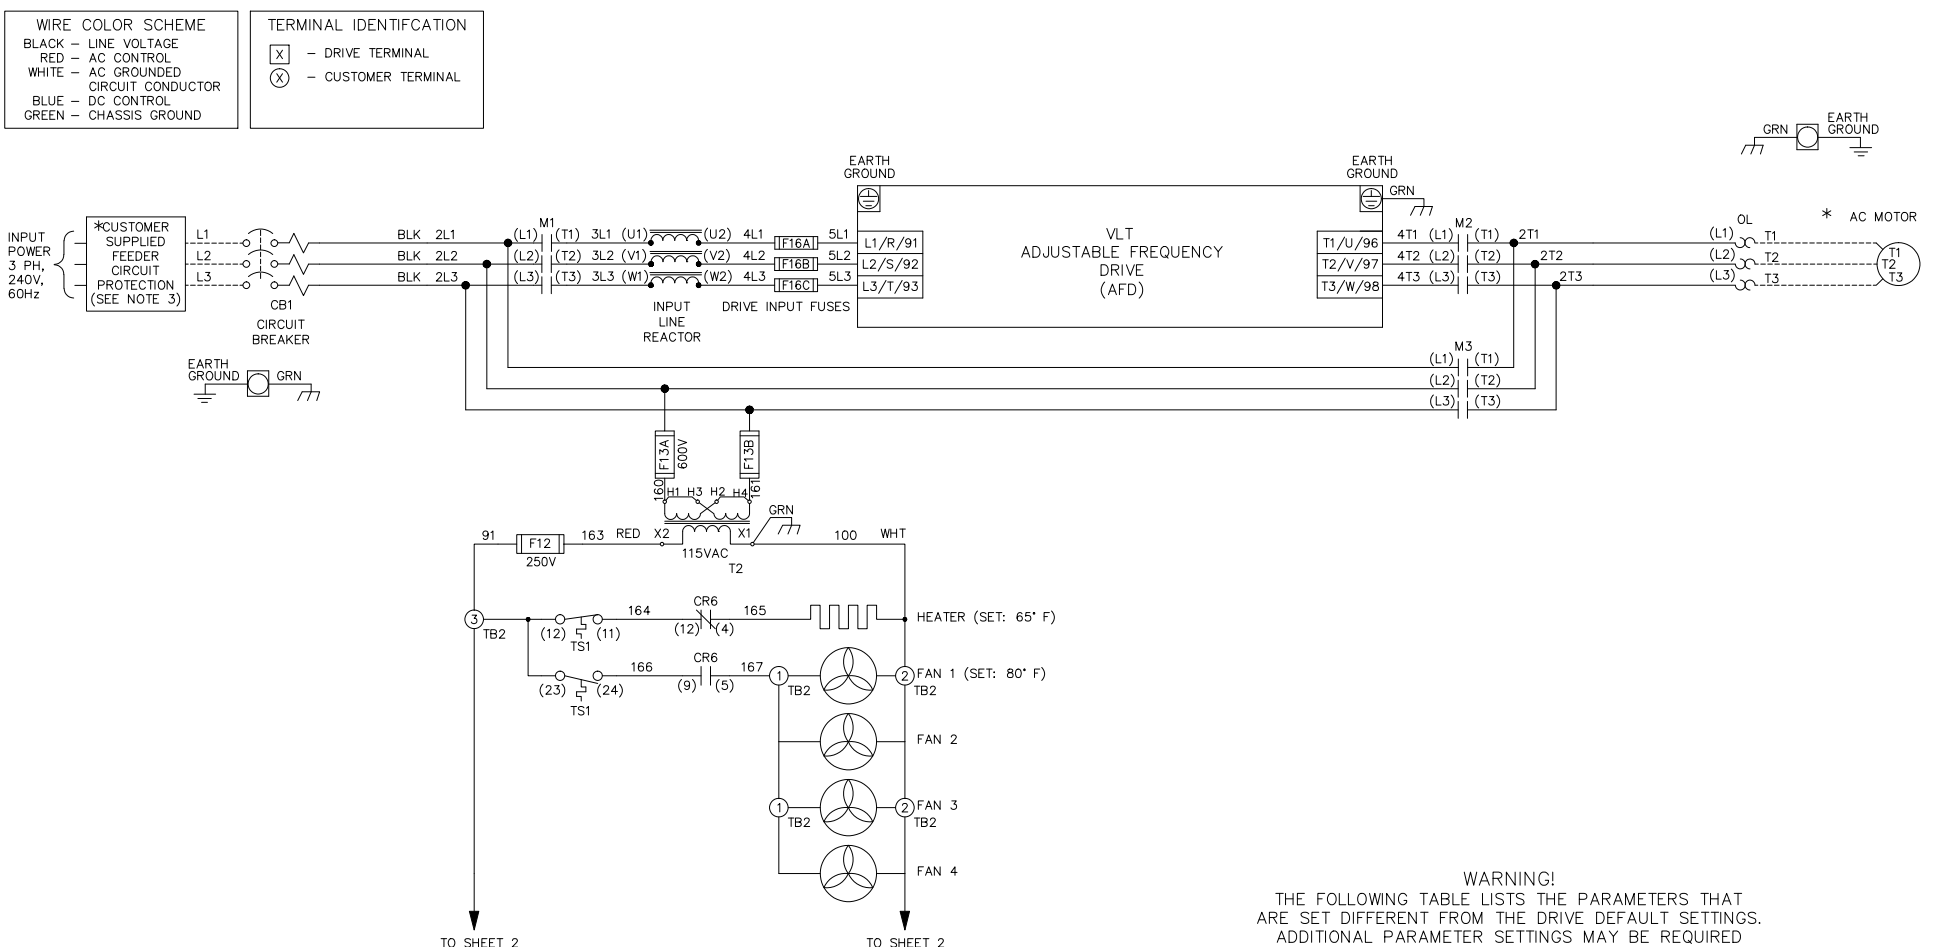 WIRE COLOR SCHEME
BLACK – LINE VOLTAGE
RED – AC CONTROL
WHITE – AC GROUNDED
CIRCUIT CONDUCTOR
BLUE – DC CONTROL
GREEN – CHASSIS GROUND
TERMINAL IDENTIFCATION
X – DRIVE TERMINAL
X – CUSTOMER TERMINAL
GRN
EARTH
GROUND
INPUT
POWER
3 PH,
240V,
60Hz
*CUSTOMER
SUPPLIED
FEEDER
CIRCUIT
PROTECTION
(SEE NOTE 3)
L1
L2
L3
CB1
CIRCUIT
BREAKER
EARTH
GROUND
GRN
BLK 2L1
BLK 2L2
BLK 2L3
M1
(L1) (T1) 3L1 (U1) (U2) 4L1 F16A 5L1
(L2) (T2) 3L2 (V1) (V2) 4L2 F16B 5L2
(L3) (T3) 3L3 (W1) (W2) 4L3 F16C 5L3
INPUT
LINE
REACTOR
DRIVE INPUT FUSES
EARTH
GROUND
L1/R/91
L2/S/92
L3/T/93
VLT
ADJUSTABLE FREQUENCY
DRIVE
(AFD)
EARTH
GROUND
GRN
T1/U/96
T2/V/97
T3/W/98
M2
4T1 (L1) (T1) 2T1
4T2 (L2) (T2) 2T2
4T3 (L3) (T3) 2T3
OL
(L1) T1
(L2) T2
(L3) T3
* AC MOTOR
T1
T2
T3
M3
(L1) (T1)
(L2) (T2)
(L3) (T3)
F13A
600V
F13B
160
161
H1 H3 H2 H4
GRN
91 F12 163 RED X2 X1 100 WHT
250V
115VAC
T2
3
TB2
164 CR6 165
(12) (11) (12) (4)
TS1
HEATER (SET: 65° F)
166 CR6 167
(23) (24) (9) (5)
TS1
1
TB2
2
TB2
FAN 1 (SET: 80° F)
FAN 2
1
TB2
2
TB2
FAN 3
FAN 4
TO SHEET 2
TO SHEET 2
WARNING!
THE FOLLOWING TABLE LISTS THE PARAMETERS THAT
ARE SET DIFFERENT FROM THE DRIVE DEFAULT SETTINGS.
ADDITIONAL PARAMETER SETTINGS MAY BE REQUIRED